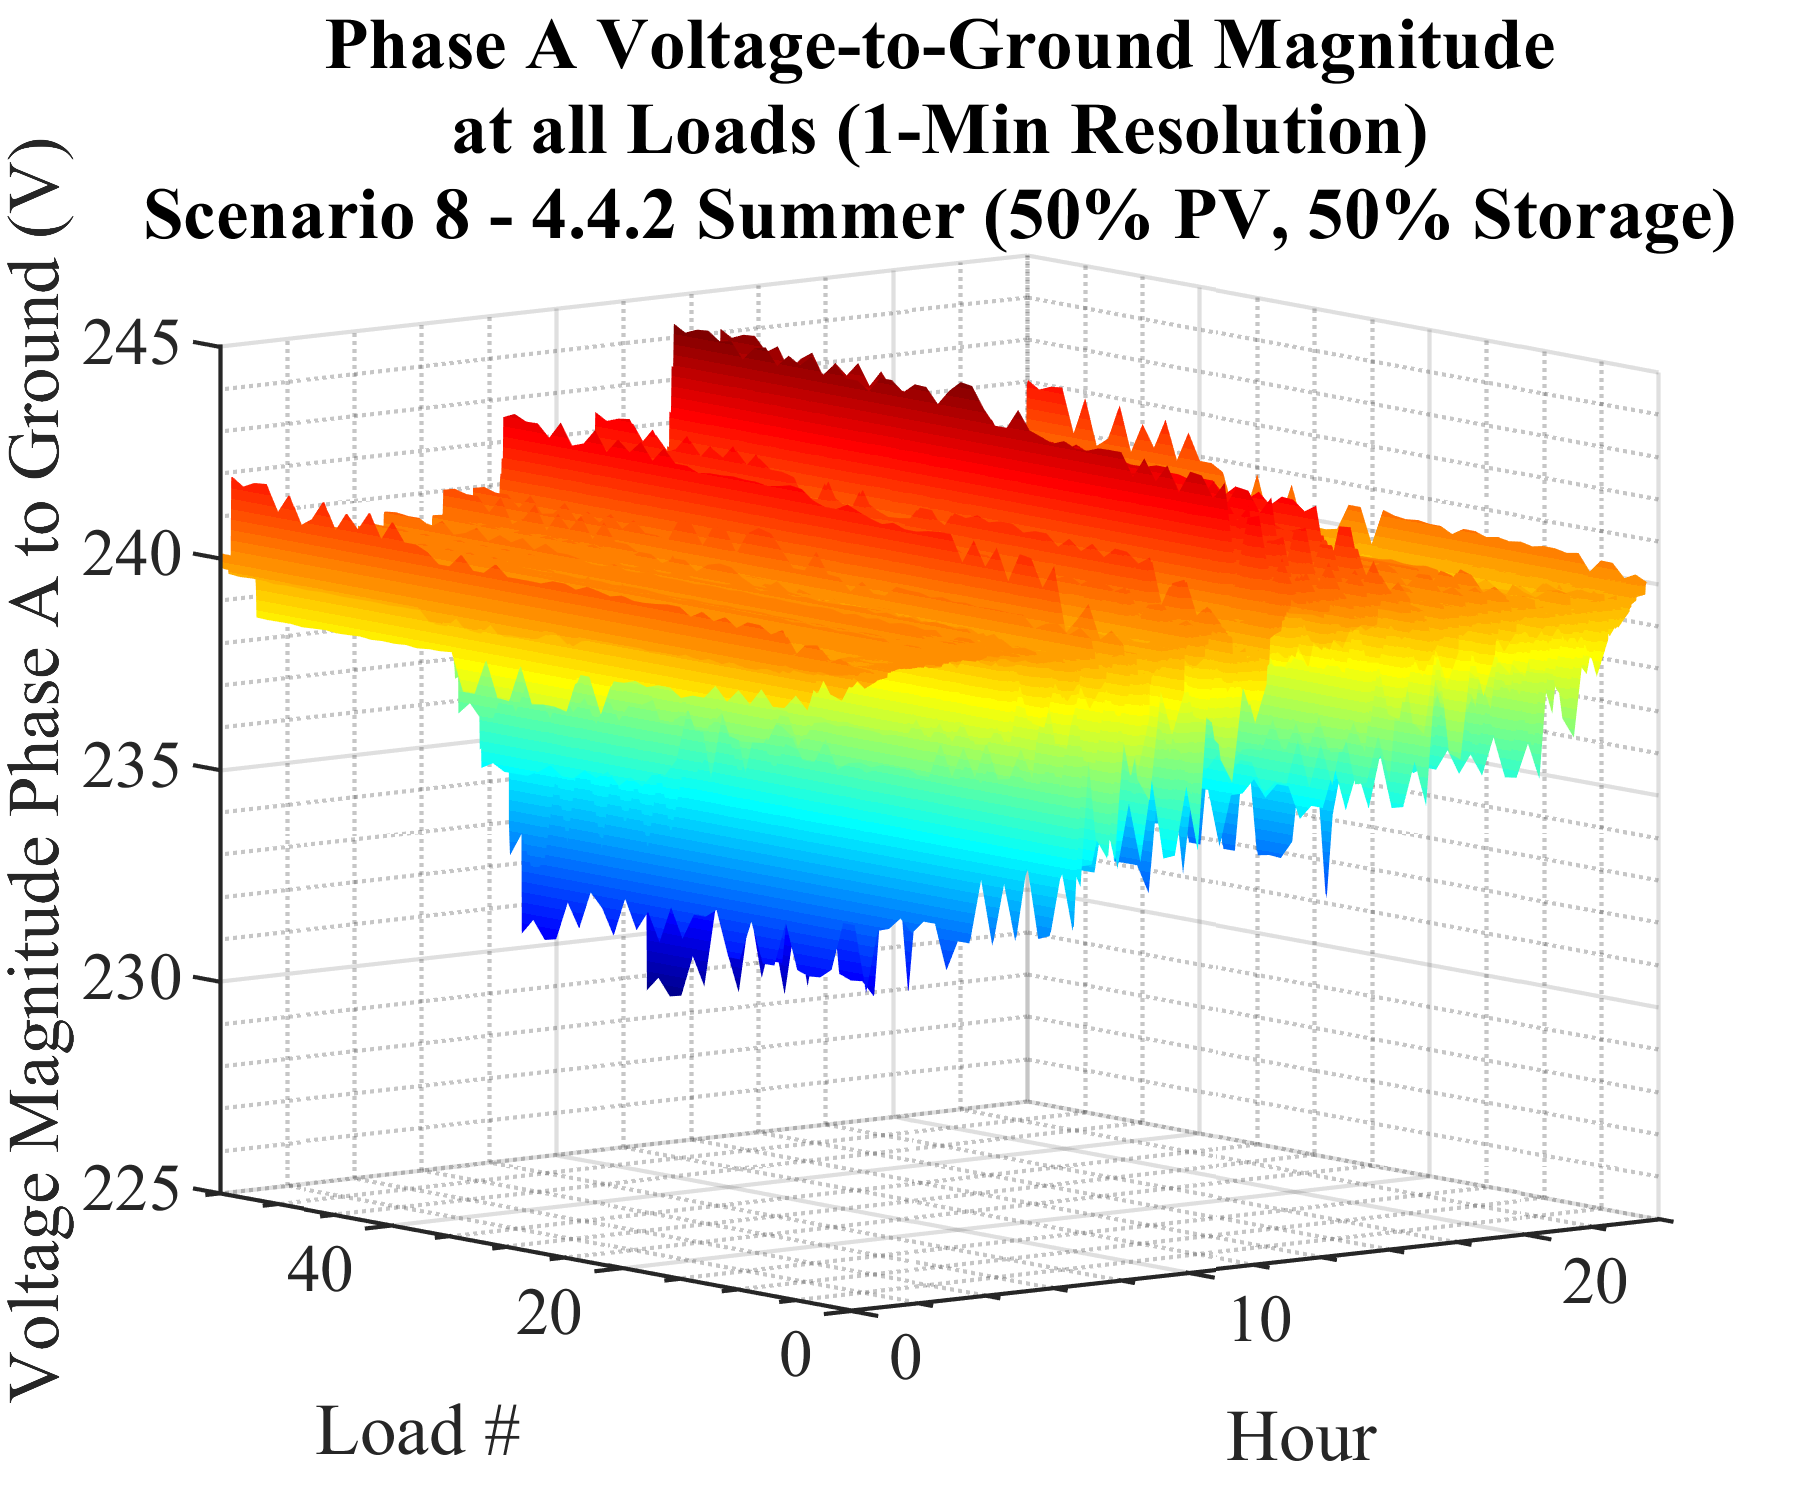 Phase A Voltage-to-Ground Magnitude
at all Loads (1-Min Resolution)
Scenario 8 - 4.4.2 Summer (50% PV, 50% Storage)
Voltage Magnitude Phase A to Ground (V)
245
240
235
230
225
40
20
0
0
10
20
Load #
Hour